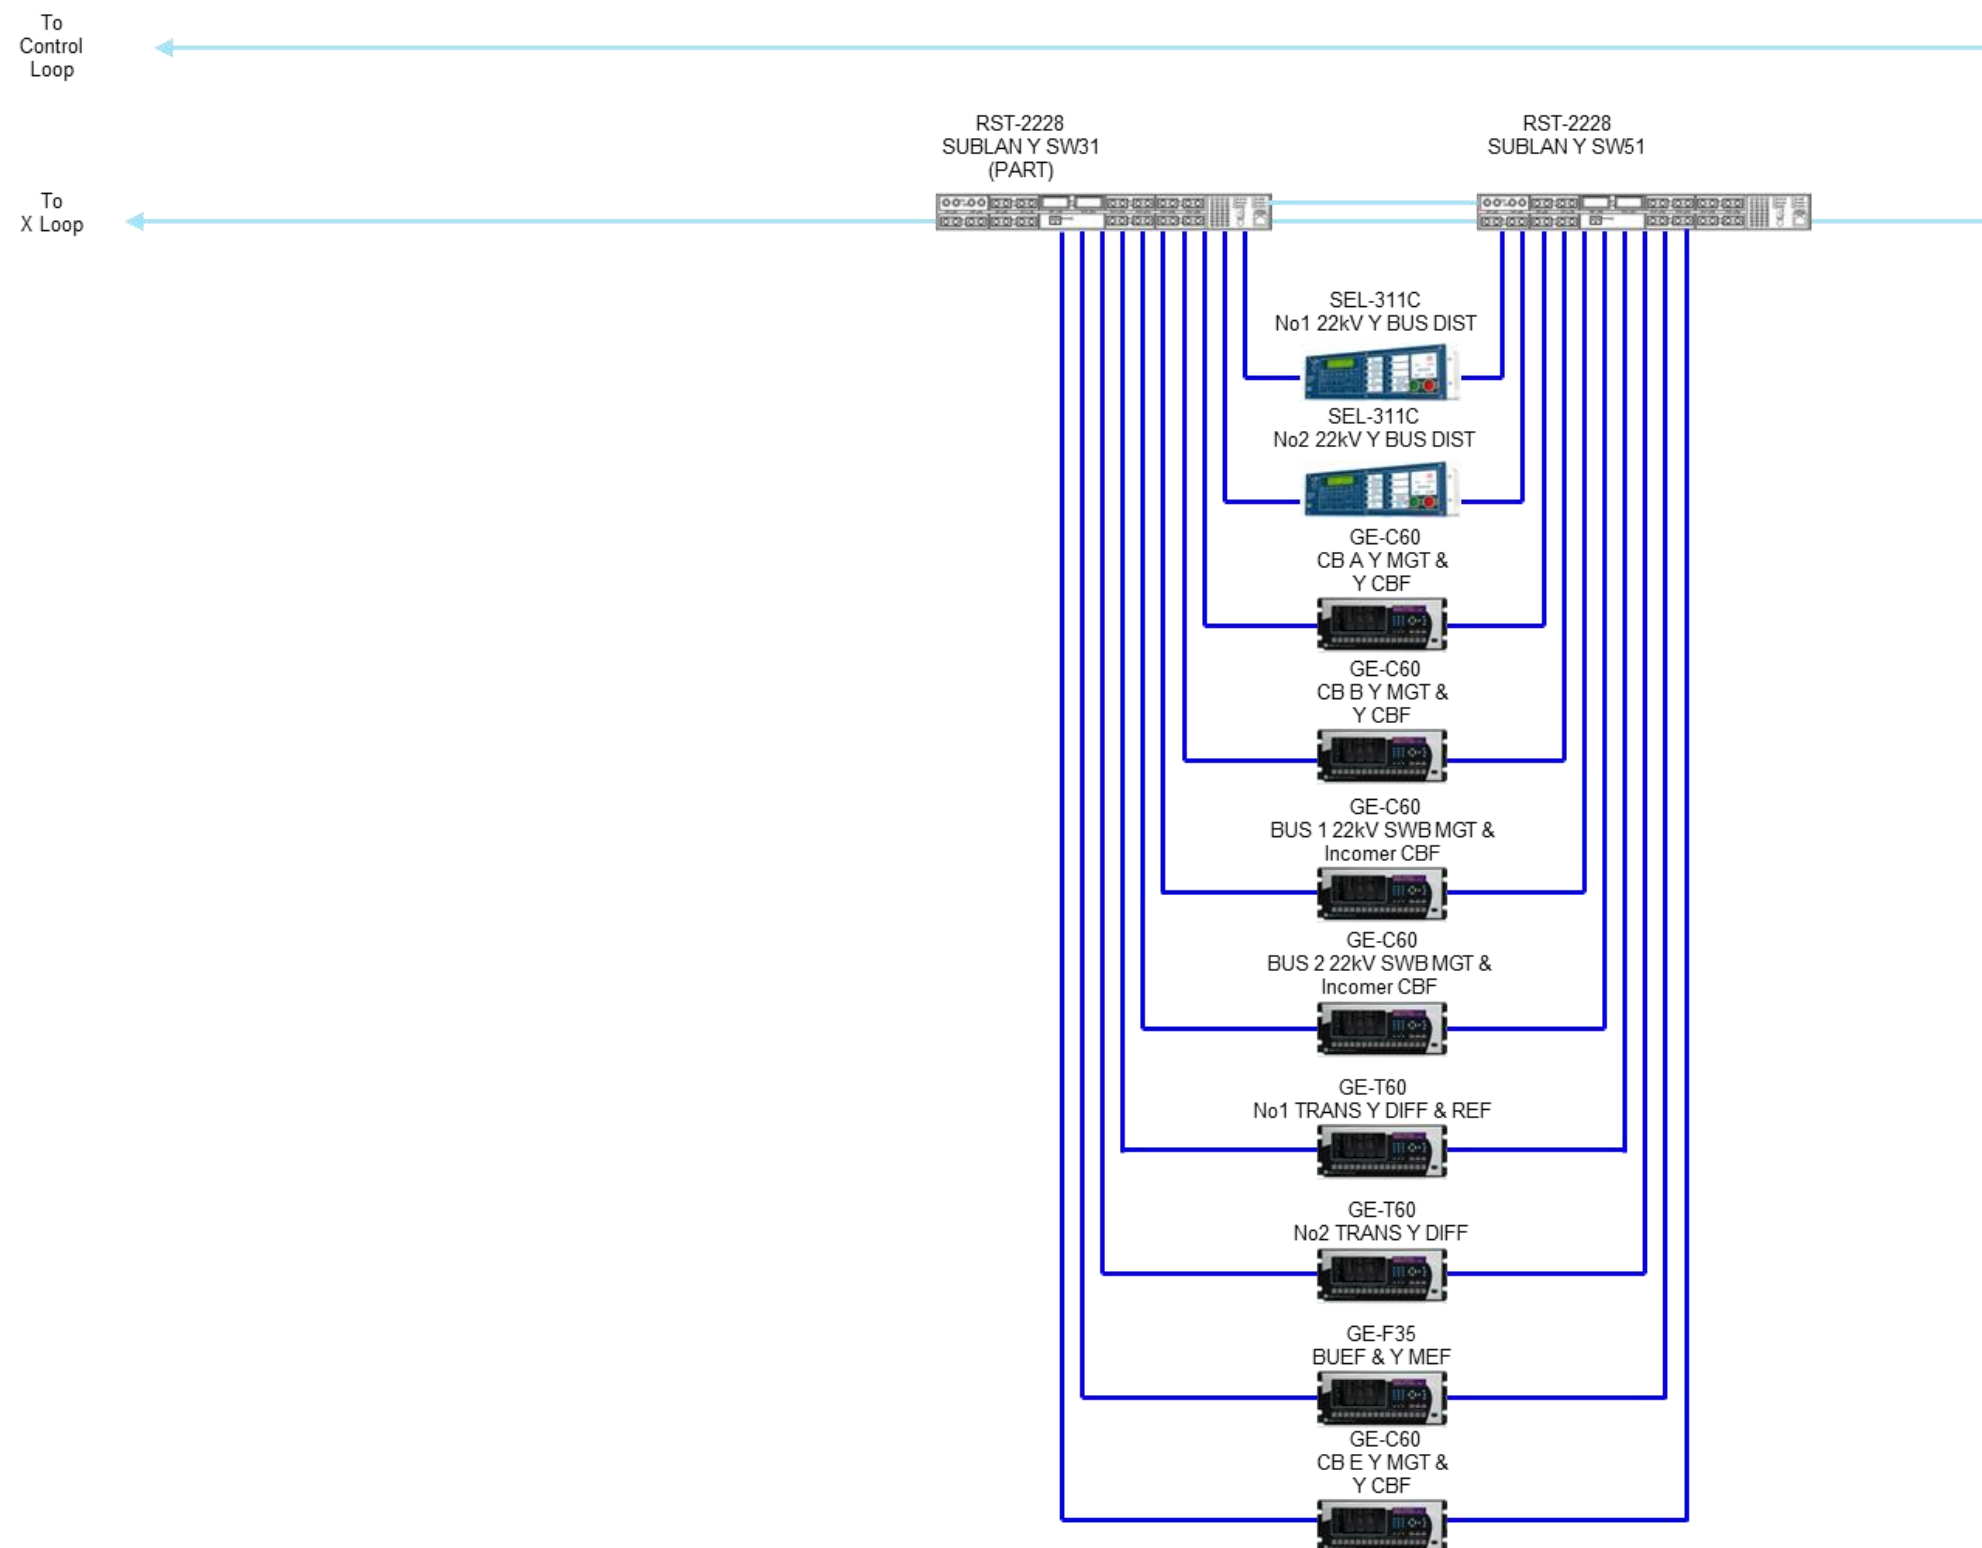 To
Control
Loop
RST-2228
SUBLAN Y SW31
(PART)
RST-2228
SUBLAN Y SW51
To
X Loop
SEL-311C
No1 22kV Y BUS DIST
SEL-311C
No2 22kV Y BUS DIST
GE-C60
CB A Y MGT &
Y CBF
GE-C60
CB B Y MGT &
Y CBF
GE-C60
BUS 1 22kV SWB MGT &
Incomer CBF
GE-C60
BUS 2 22kV SWB MGT &
Incomer CBF
GE-T60
No1 TRANS Y DIFF & REF
GE-T60
No2 TRANS Y DIFF
GE-F35
BUEF & Y MEF
GE-C60
CB E Y MGT &
Y CBF